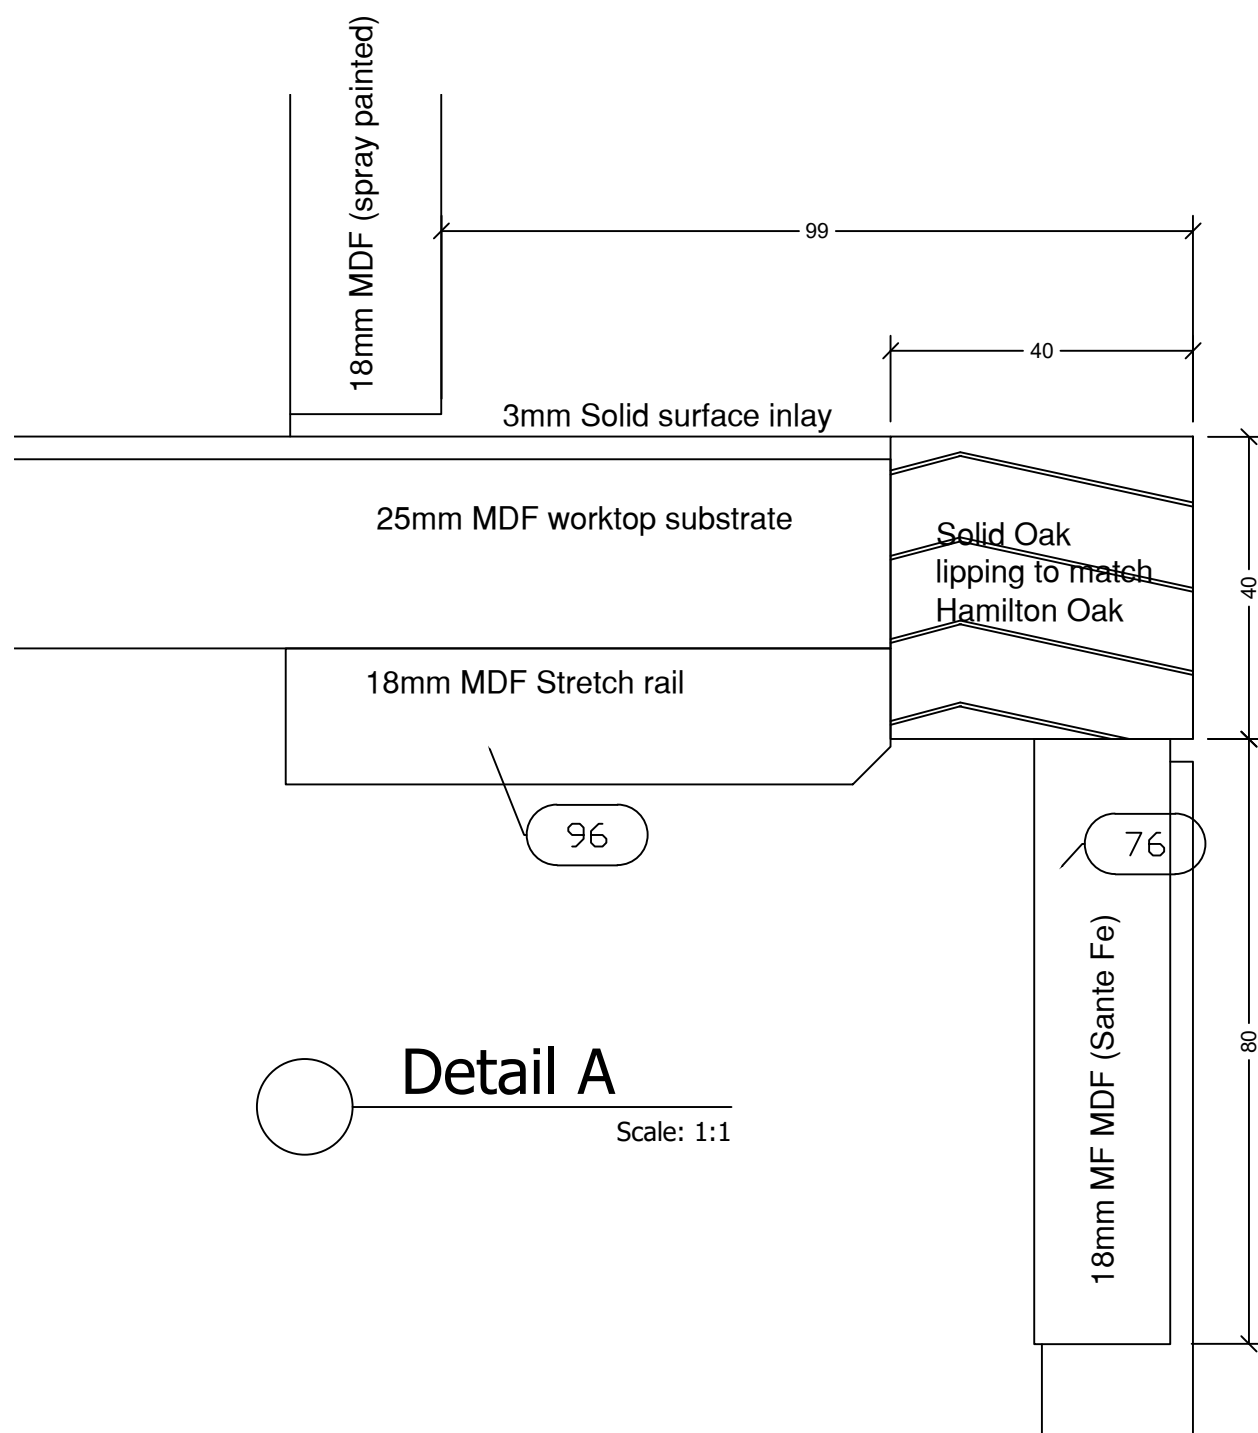 18mm MDF (spray painted)
99
40
3mm Solid surface inlay
25mm MDF worktop substrate
Solid Oak
lipping to match
Hamilton Oak
40
18mm MDF Stretch rail
96
76
18mm MF MDF (Sante Fe)
80
Detail A
Scale: 1:1